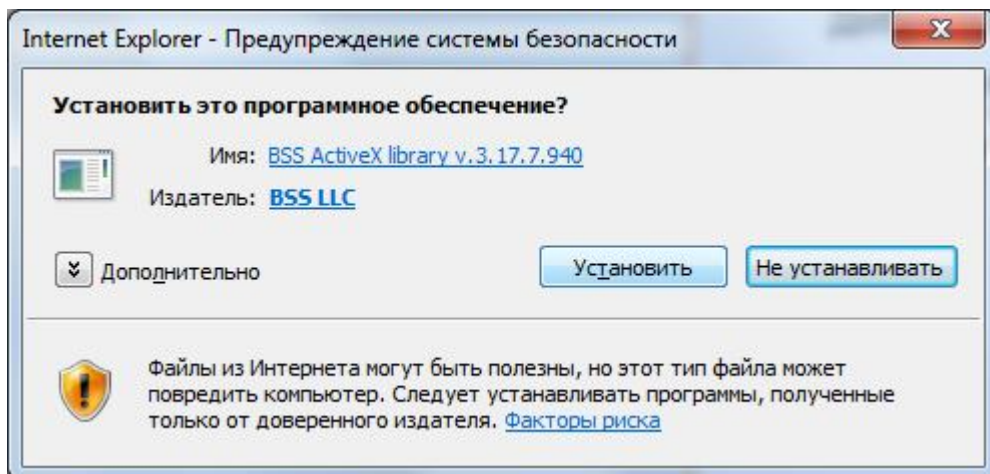 Internet Explorer - Предупреждение системы безопасности
Установить это программное обеспечение?
Имя: BSS ActiveX library v.3.17.7.940
Издатель: BSS LLC
Дополнительно
Установить
Не устанавливать
Файлы из Интернета могут быть полезны, но этот тип файла может
повредить компьютер. Следует устанавливать программы, полученные
только от доверенного издателя. Факторы риска